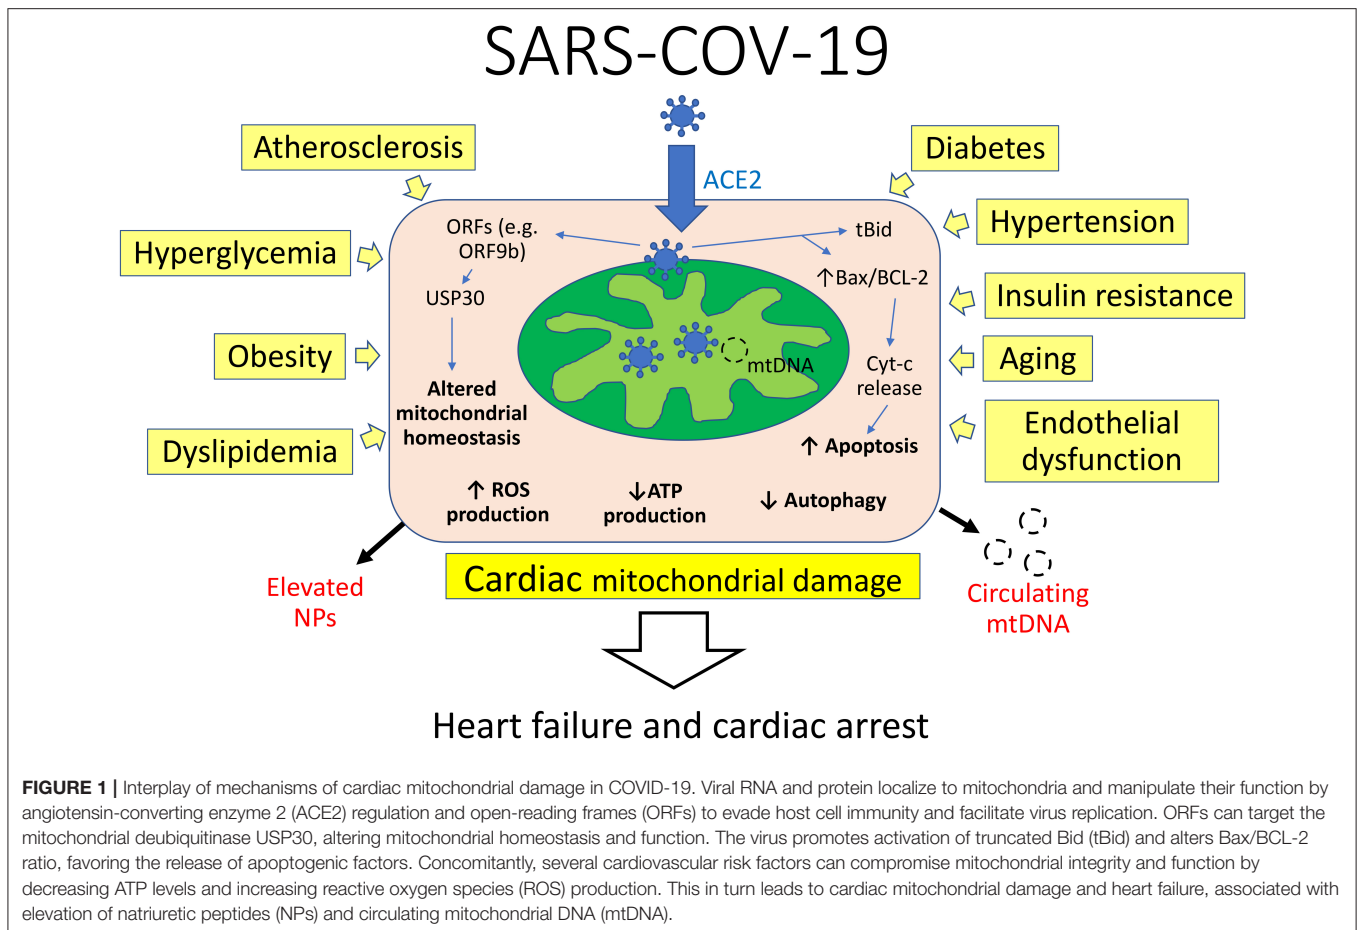 SARS-COV-19
Atherosclerosis
Diabetes
ACE2
Hyperglycemia
Hypertension
ORFs (e.g.
ORF9b)
tBid
USP30
↑Bax/BCL-2
Insulin resistance
Obesity
mtDNA
Cyt-c
release
Aging
Altered
mitochondrial
homeostasis
Dyslipidemia
↑ Apoptosis
Endothelial
dysfunction
↑ ROS
production
↓ATP
production
↓ Autophagy
Elevated
NPs
Cardiac mitochondrial damage
Circulating
mtDNA
Heart failure and cardiac arrest
FIGURE 1 | Interplay of mechanisms of cardiac mitochondrial damage in COVID-19. Viral RNA and protein localize to mitochondria and manipulate their function by
angiotensin-converting enzyme 2 (ACE2) regulation and open-reading frames (ORFs) to evade host cell immunity and facilitate virus replication. ORFs can target the
mitochondrial deubiquitinase USP30, altering mitochondrial homeostasis and function. The virus promotes activation of truncated Bid (tBid) and alters Bax/BCL-2
ratio, favoring the release of apoptogenic factors. Concomitantly, several cardiovascular risk factors can compromise mitochondrial integrity and function by
decreasing ATP levels and increasing reactive oxygen species (ROS) production. This in turn leads to cardiac mitochondrial damage and heart failure, associated with
elevation of natriuretic peptides (NPs) and circulating mitochondrial DNA (mtDNA).